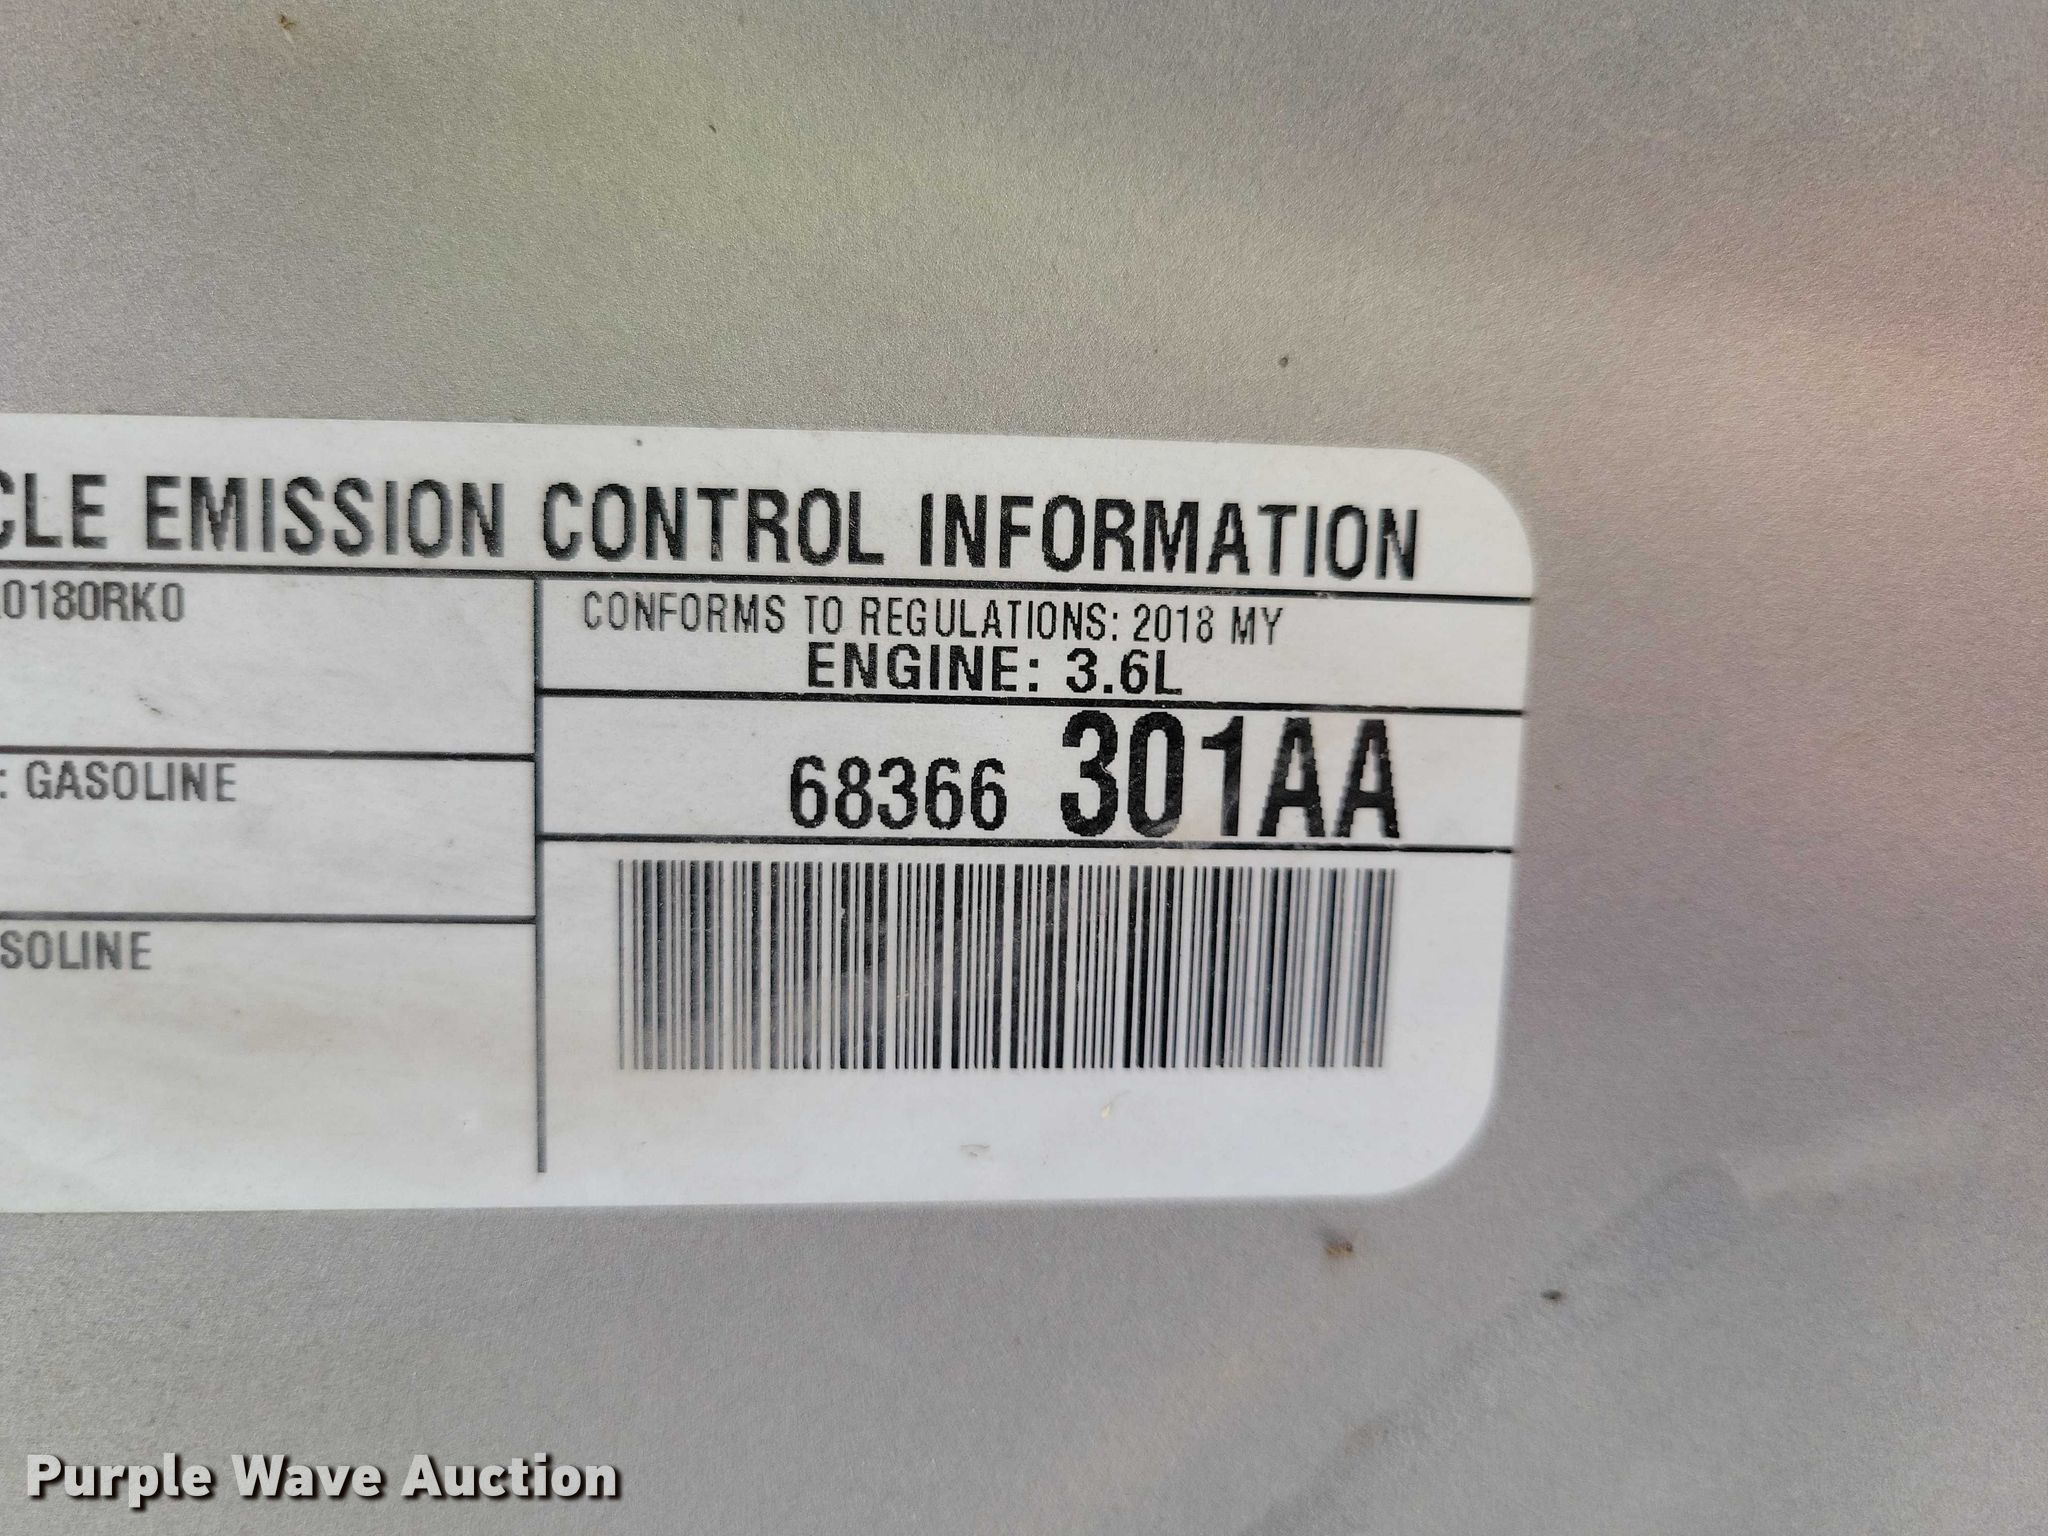 CLE EMISSION CONTROL INFORMATION
0180RK0
CONFORMS TO REGULATIONS: 2018 MY
ENGINE: 3.6L
: GASOLINE
68366 301AA
SOLINE
Purple Wave Auction